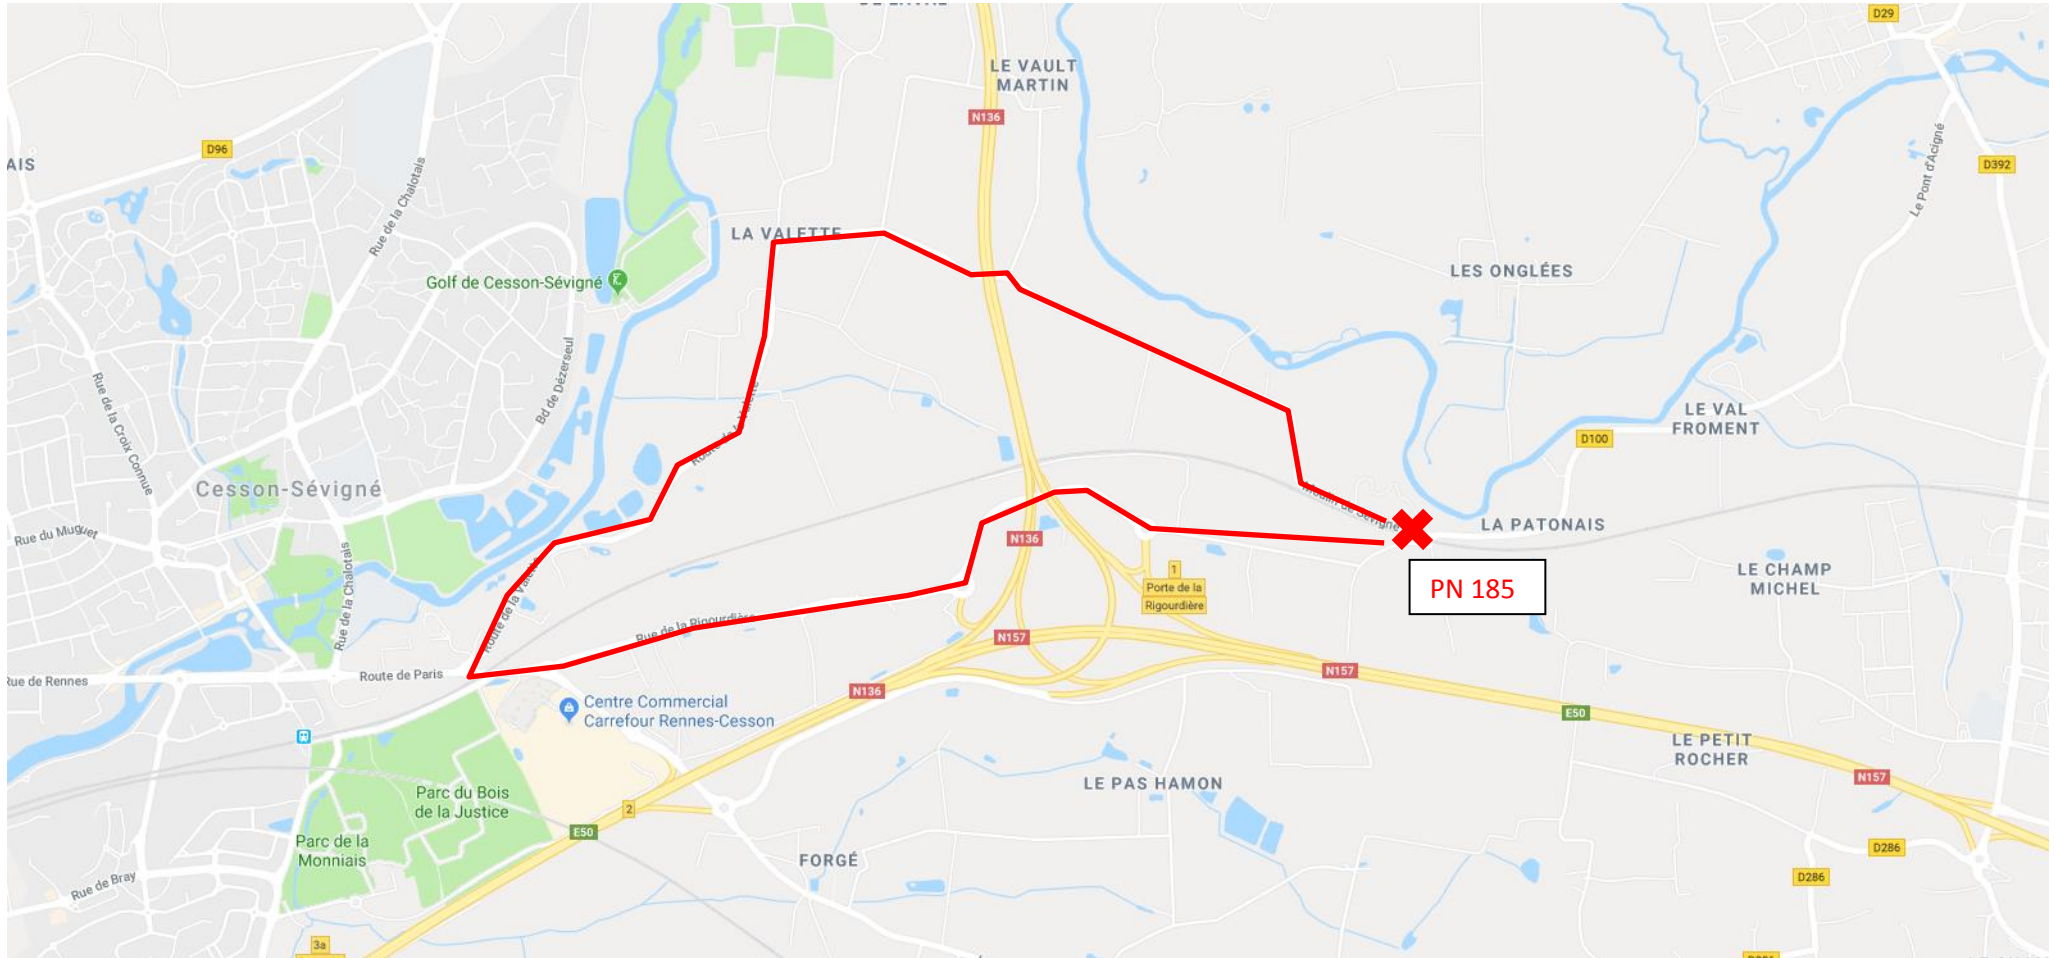 DE LAVAL
D29
LE VAULT
MARTIN
N136
D96
AIS
Rue de la Chalotais
Le Pont d'Acigné
D392
LA VALETTE
Golf de Cesson-Sévigné
LES ONGLÉES
Bd de Dézerseul
Rue de la Croix Connue
Route de la Valette
LE VAL
FROMENT
D100
Cesson-Sévigné
Moulin de Sévigné
LA PATONAIS
Rue du Muguet
N136
Rue de la Chalotais
Route de la Valette
1
Porte de la
Rigourdière
PN 185
LE CHAMP
MICHEL
Rue de la Rigourdière
N157
Rue de Rennes
Route de Paris
N157
N136
Centre Commercial
Carrefour Rennes-Cesson
E50
LE PETIT
ROCHER
N157
LE PAS HAMON
Parc du Bois
de la Justice
2
E50
Parc de la
Monniais
FORGÉ
D286
D286
Rue de Bray
3a